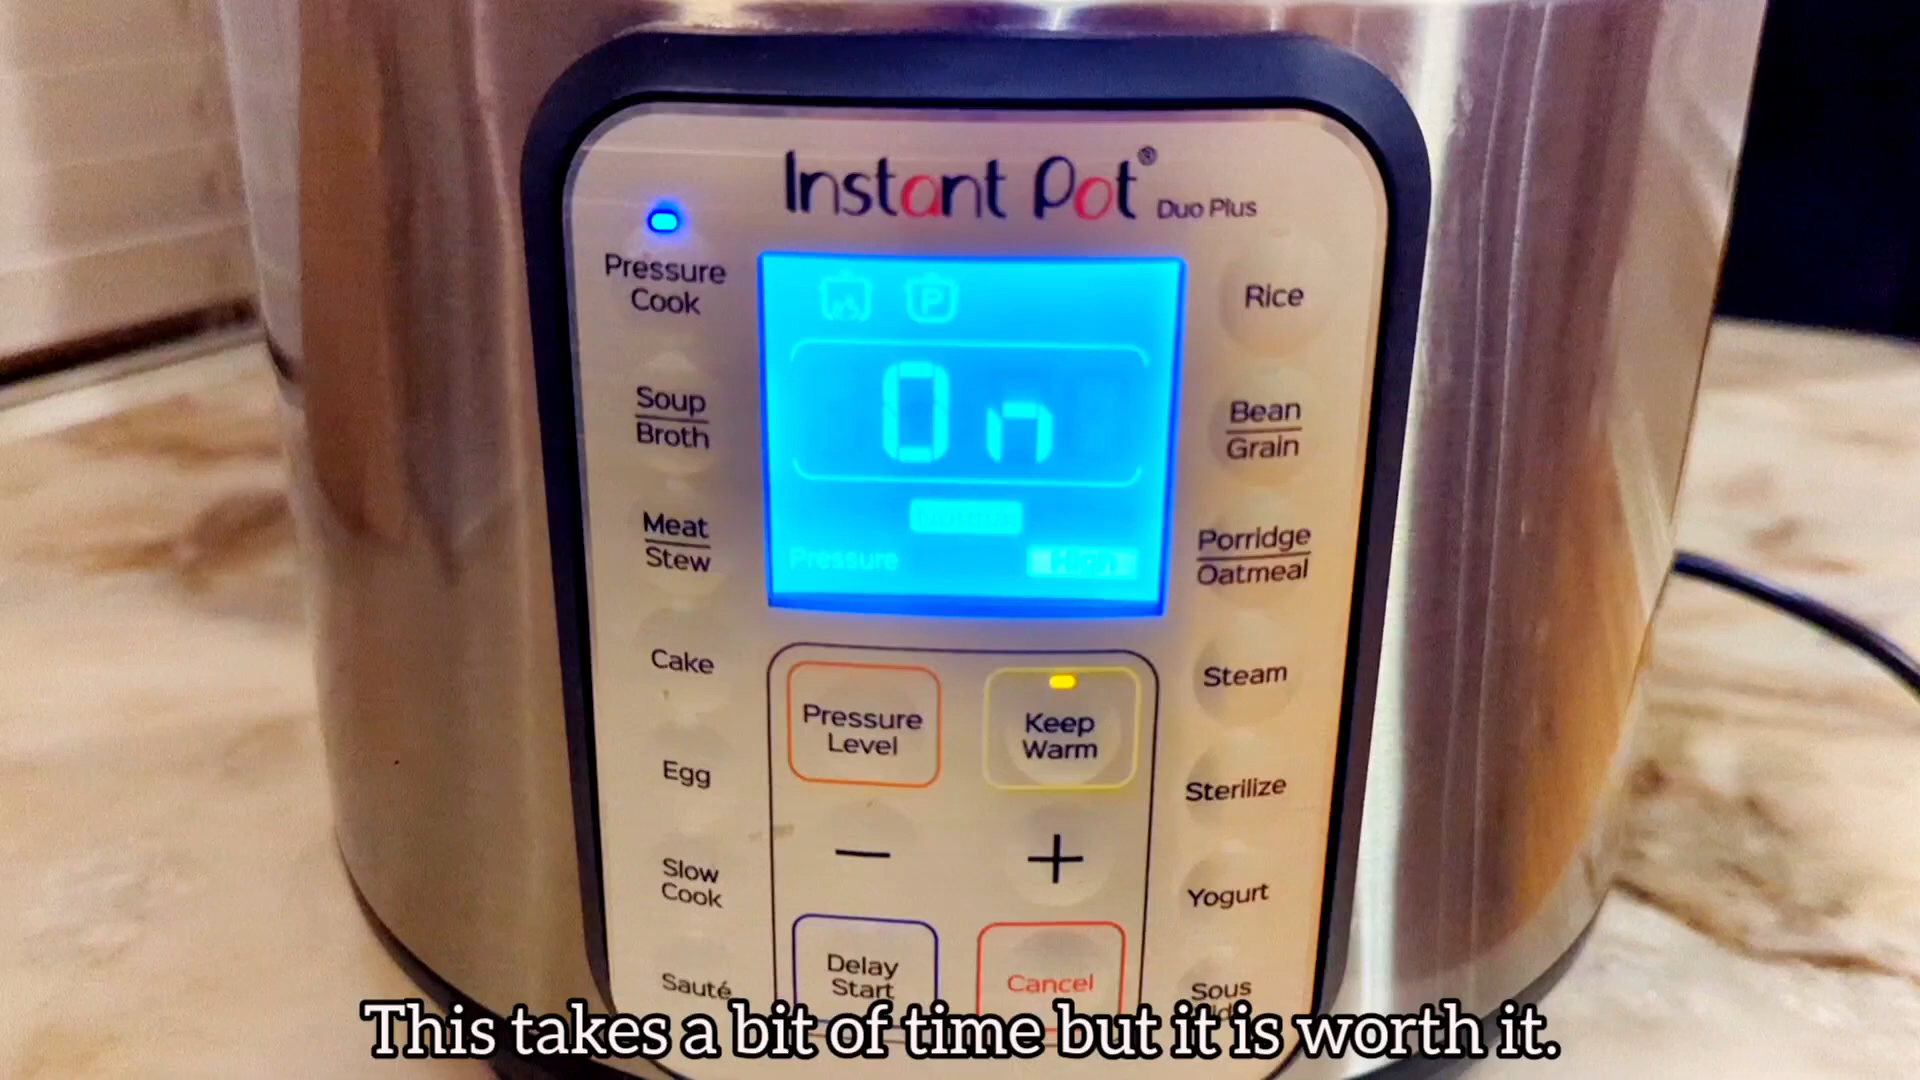 Instant Pot® Duo Plus
Pressure
Cook
Soup
Broth
Meat
Stew
Cake
Egg
Slow
Cook
Sauté
P
On
Pressure
Pressure
Level
Keep
Warm
−
+
Delay
Start
Cancel
Rice
Bean
Grain
Porridge
Oatmeal
Steam
Sterilize
Yogurt
Sous
This takes a bit of time but it is worth it.